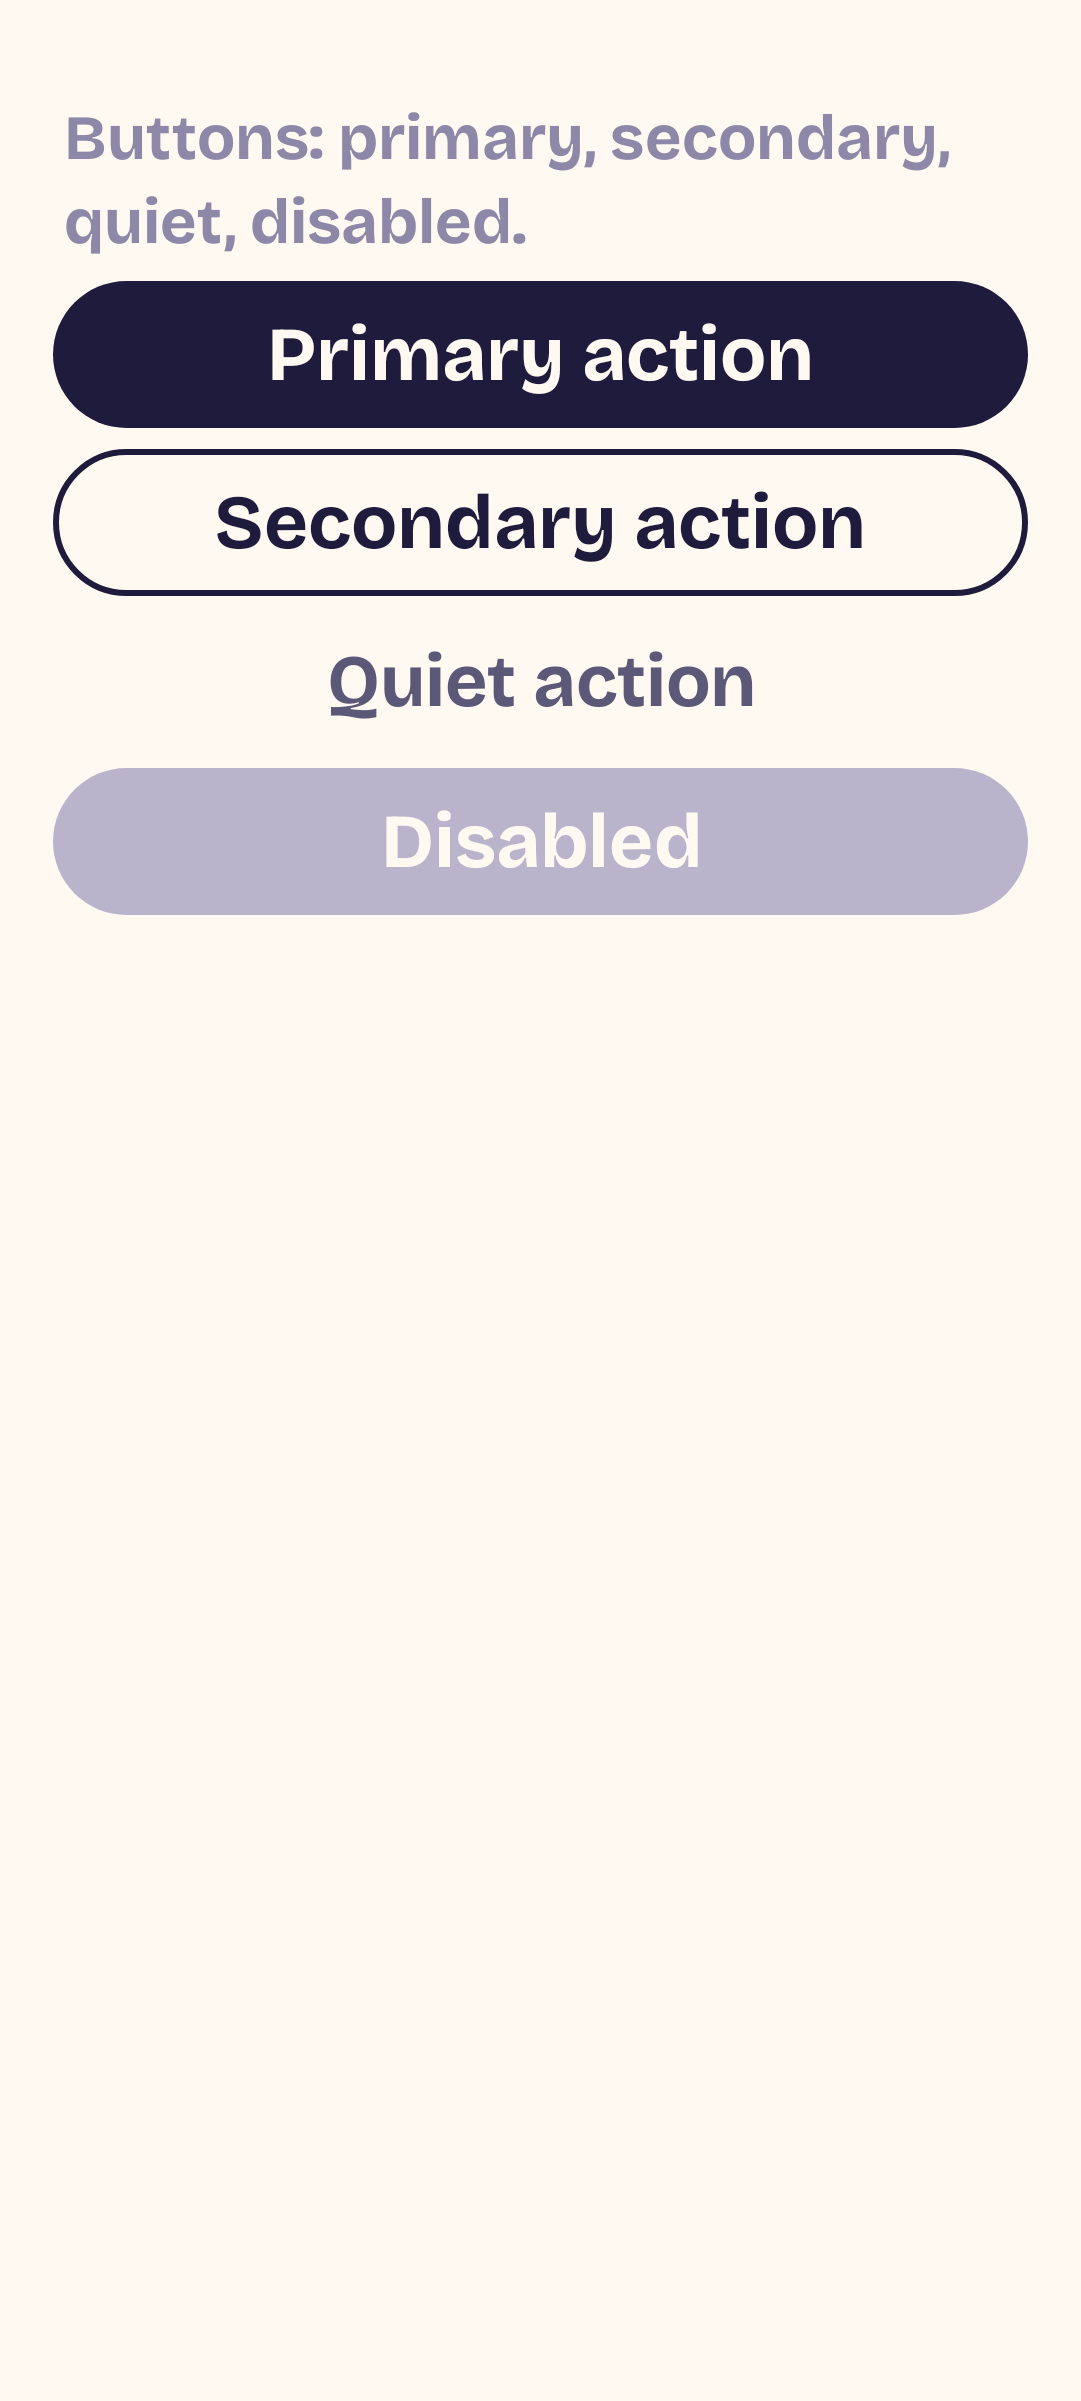 Buttons: primary, secondary,
quiet, disabled.
Primary action
Secondary action
Quiet action
Disabled